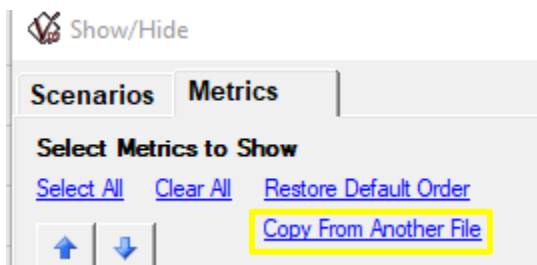 Show/Hide
Scenarios Metrics
Select Metrics to Show
Select All Clear All Restore Default Order
Copy From Another File